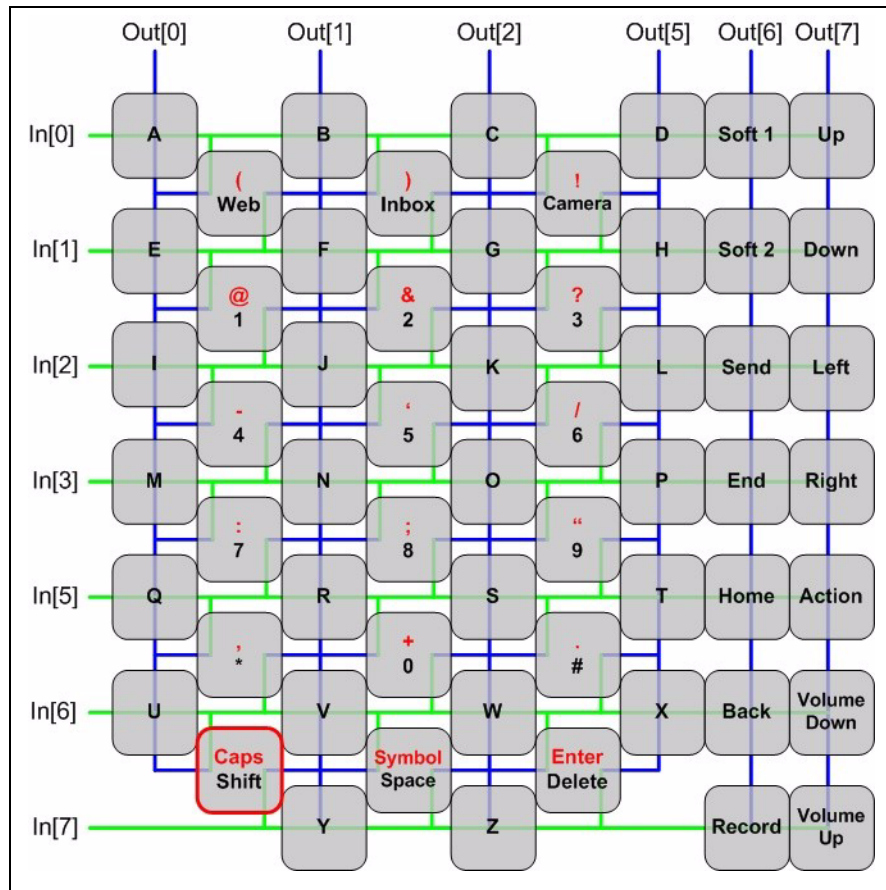 Out[0] Out[1] Out[2] Out[5] Out[6] Out[7]
In[0] A B C D Soft 1 Up
( ) !
Web Inbox Camera
In[1] E F G H Soft 2 Down
@ & ?
1 2 3
In[2] I J K L Send Left
- ‘ /
4 5 6
In[3] M N O P End Right
: ; “
7 8 9
In[5] Q R S T Home Action
, + .
* 0 #
In[6] U V W X Back Volume Down
Caps Symbol Enter
Shift Space Delete
In[7] Y Z Record Volume Up